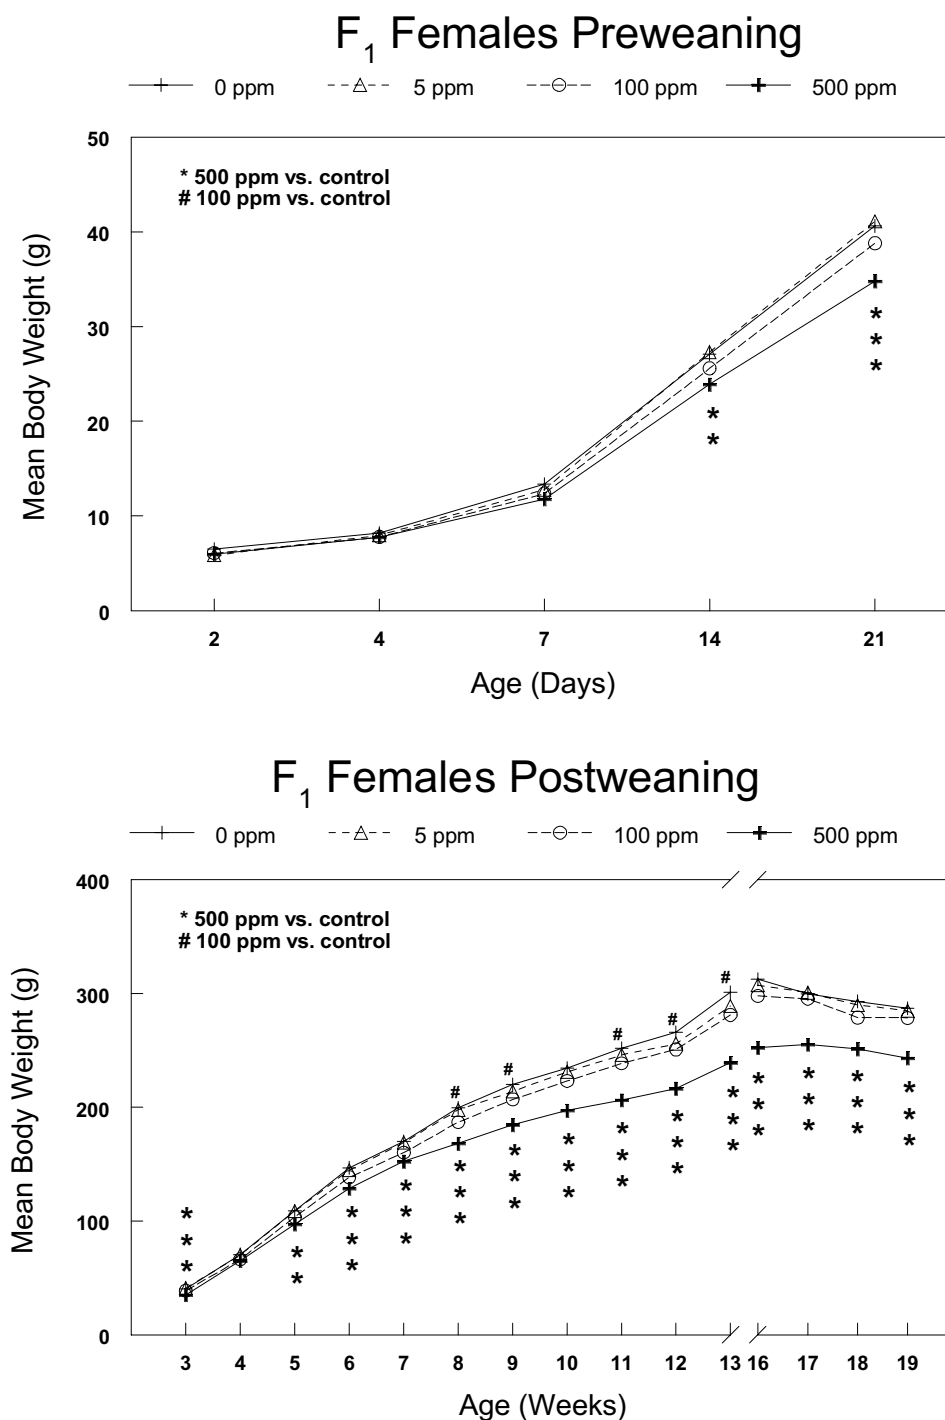 F1 Females Preweaning
0 ppm 5 ppm 100 ppm 500 ppm
50
* 500 ppm vs. control
# 100 ppm vs. control
40
30
20
10
0
Mean Body Weight (g)
* * *
* *
2 4 7 14 21
Age (Days)
F1 Females Postweaning
0 ppm 5 ppm 100 ppm 500 ppm
400
* 500 ppm vs. control
# 100 ppm vs. control
300
200
100
0
Mean Body Weight (g)
# # # # #
* * * * * * * * * * * * * *
* * * * * * * * * * * * * *
* * * * * * * * * * * * *
3 4 5 6 7 8 9 10 11 12 13 16 17 18 19
Age (Weeks)